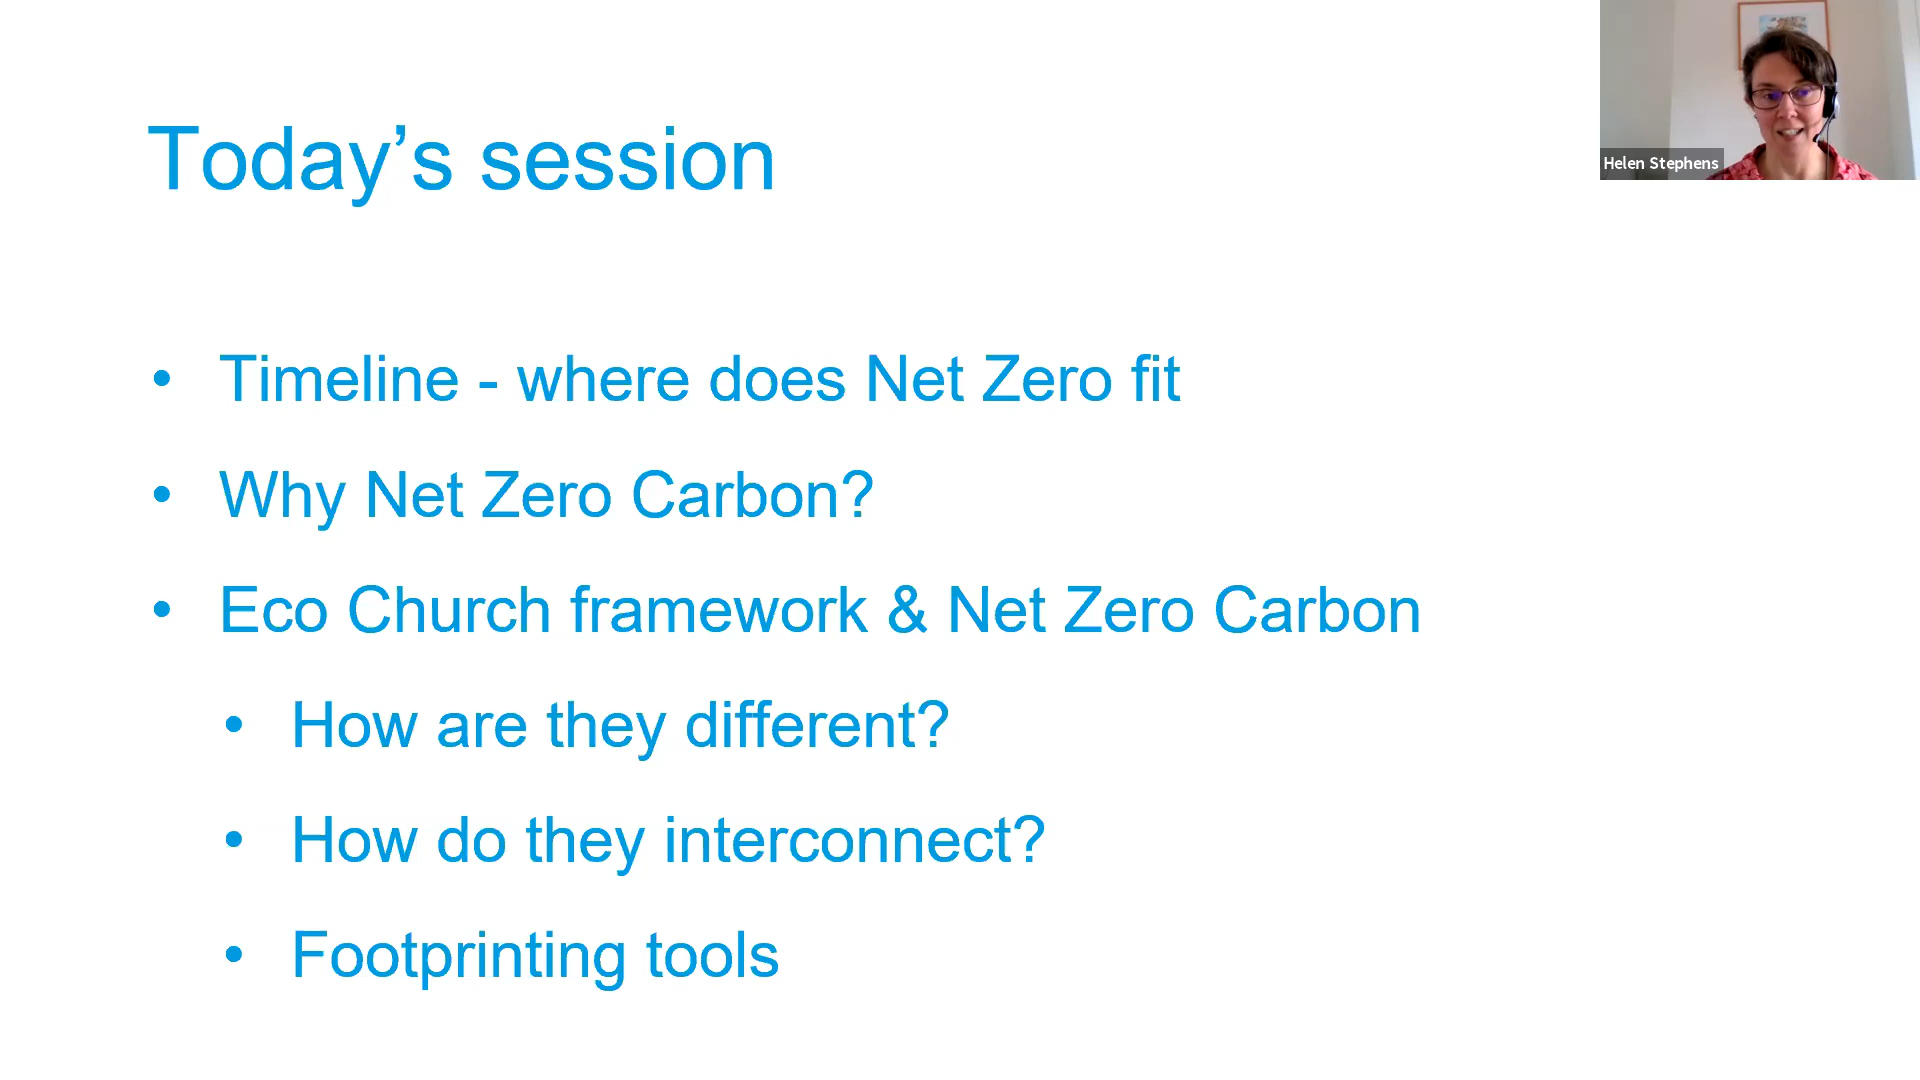 Today’s session
• Timeline - where does Net Zero fit
• Why Net Zero Carbon?
• Eco Church framework & Net Zero Carbon
• How are they different?
• How do they interconnect?
• Footprinting tools
Helen Stephens